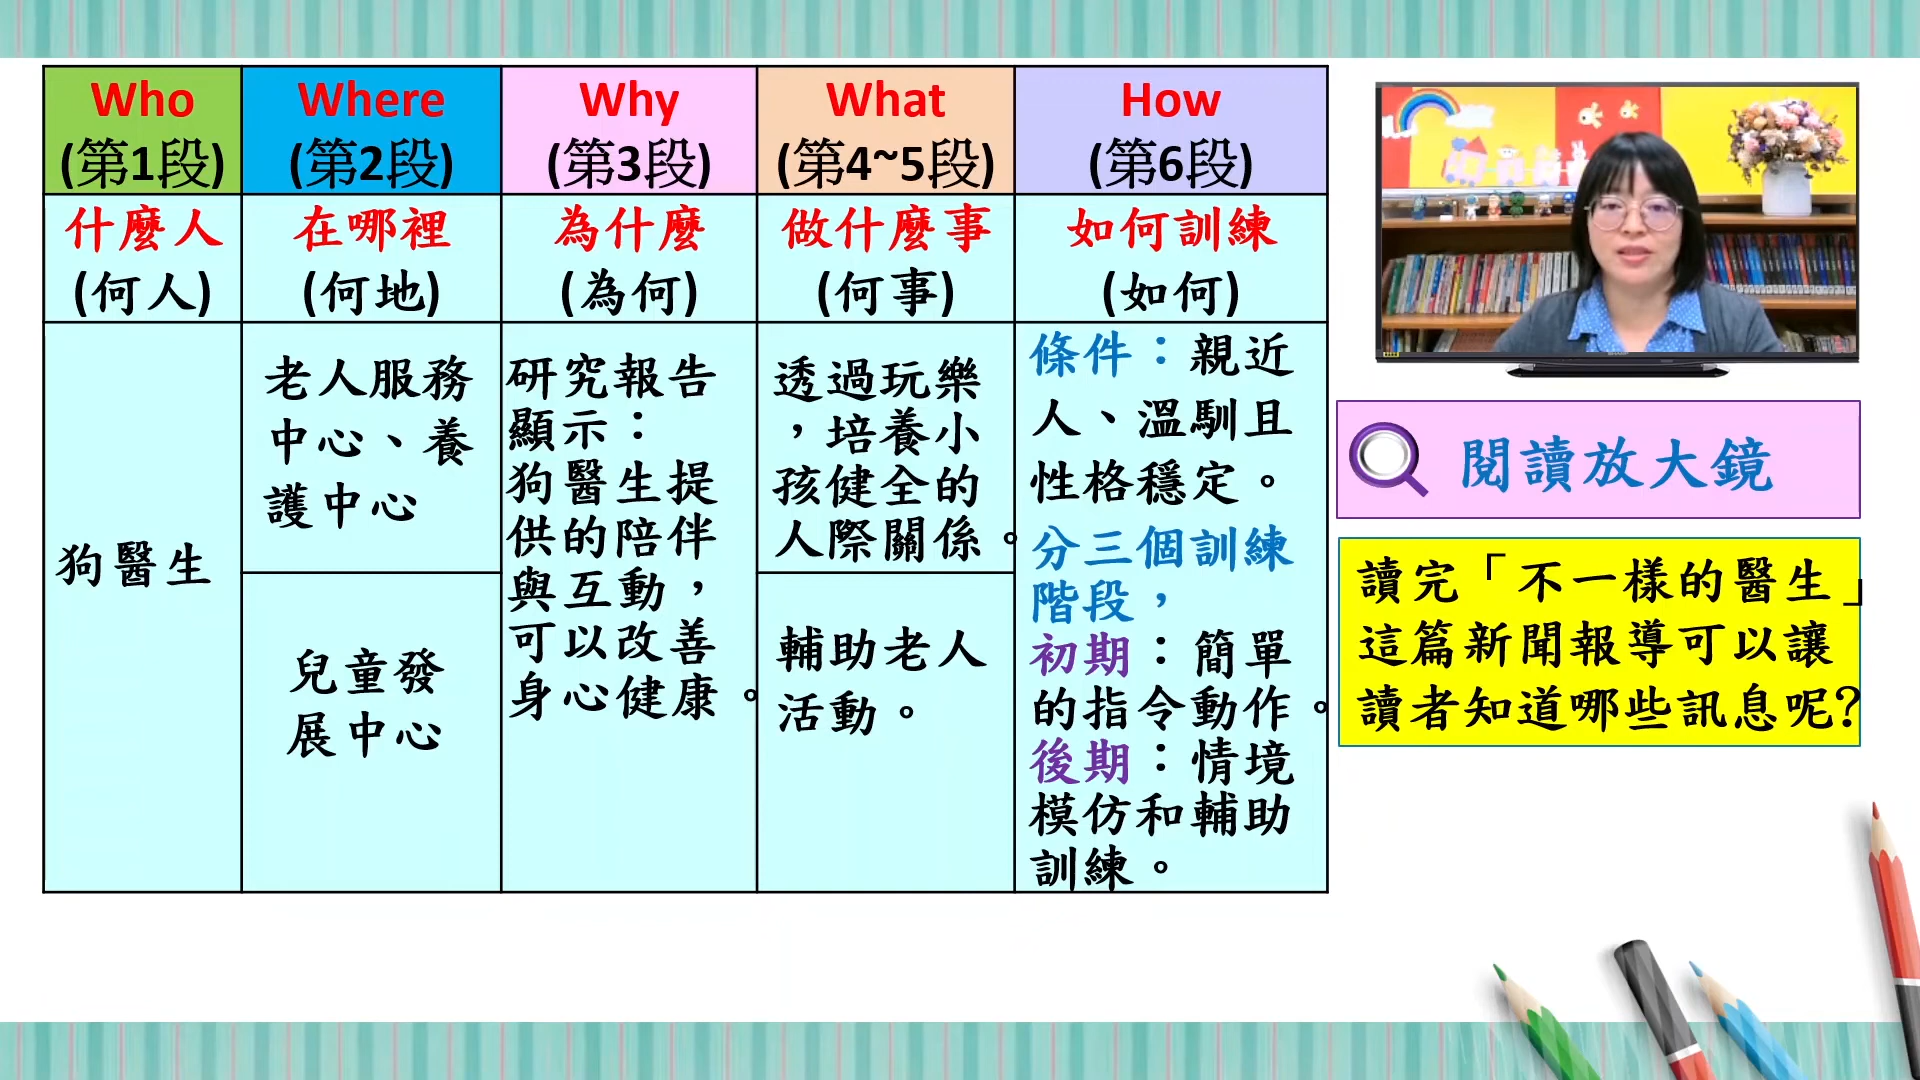 Who
(第1段)
Where
(第2段)
Why
(第3段)
What
(第4~5段)
How
(第6段)
什麼人
(何人)
在哪裡
(何地)
為什麼
(為何)
做什麼事
(何事)
如何訓練
(如何)
狗醫生
老人服務
中心、養
護中心
兒童發
展中心
研究報告
顯示：
狗醫生提
供的陪伴
與互動，
可以改善
身心健康。
透過玩樂
，培養小
孩健全的
人際關係。
輔助老人
活動。
條件：親近
人、溫馴且
性格穩定。
分三個訓練
階段，
初期：簡單
的指令動作。
後期：情境
模仿和輔助
訓練。
閱讀放大鏡
讀完「不一樣的醫生」
這篇新聞報導可以讓
讀者知道哪些訊息呢?